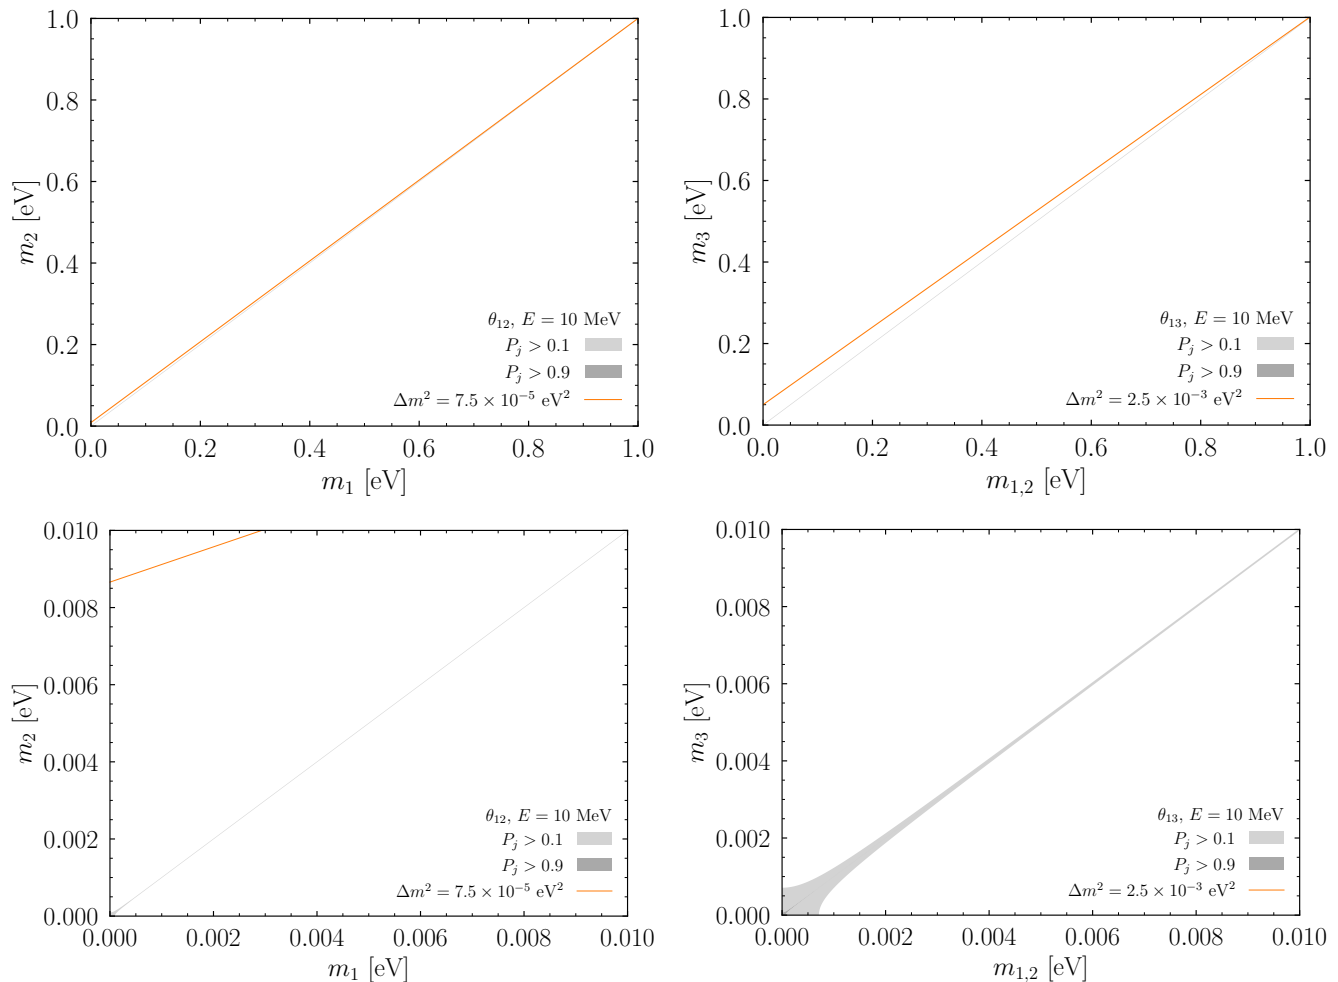 1.0
0.8
0.6
0.4
0.2
0.0
m₂ [eV]
θ₁₂, E = 10 MeV
Pⱼ > 0.1
Pⱼ > 0.9
Δm² = 7.5 × 10⁻⁵ eV²
0.0 0.2 0.4 0.6 0.8 1.0
m₁ [eV]
1.0
0.8
0.6
0.4
0.2
0.0
m₃ [eV]
θ₁₃, E = 10 MeV
Pⱼ > 0.1
Pⱼ > 0.9
Δm² = 2.5 × 10⁻³ eV²
0.0 0.2 0.4 0.6 0.8 1.0
m₁,₂ [eV]
0.010
0.008
0.006
0.004
0.002
0.000
m₂ [eV]
θ₁₂, E = 10 MeV
Pⱼ > 0.1
Pⱼ > 0.9
Δm² = 7.5 × 10⁻⁵ eV²
0.000 0.002 0.004 0.006 0.008 0.010
m₁ [eV]
0.010
0.008
0.006
0.004
0.002
0.000
m₃ [eV]
θ₁₃, E = 10 MeV
Pⱼ > 0.1
Pⱼ > 0.9
Δm² = 2.5 × 10⁻³ eV²
0.000 0.002 0.004 0.006 0.008 0.010
m₁,₂ [eV]